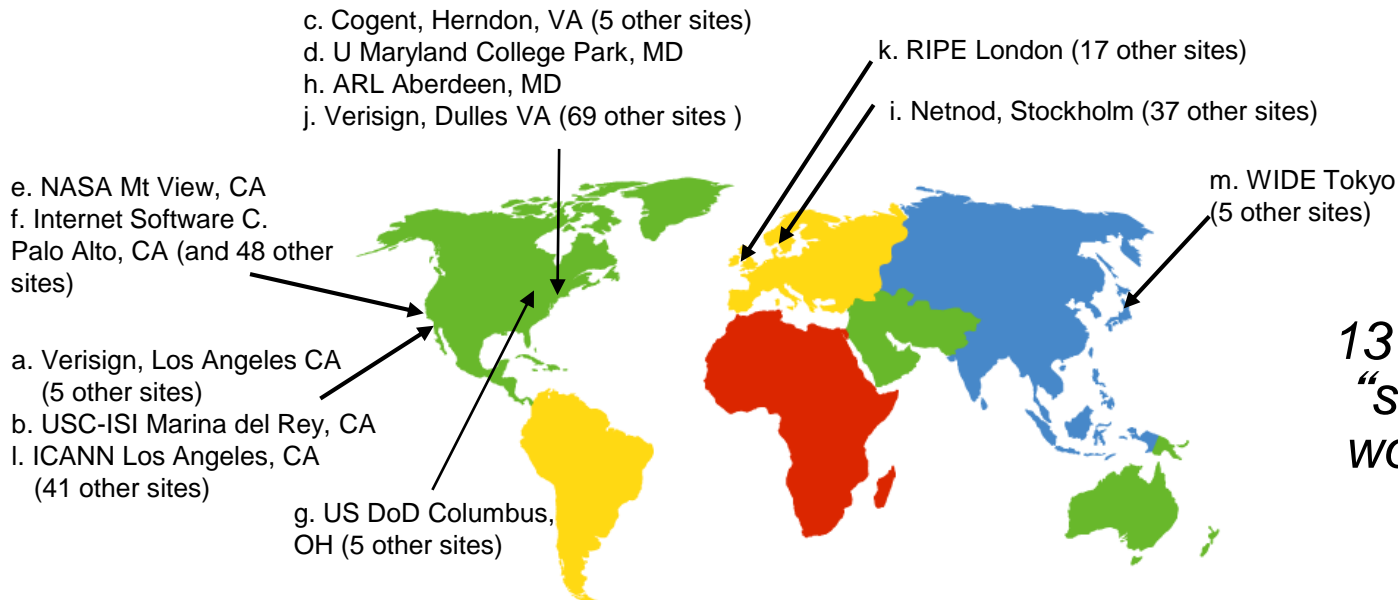 c. Cogent, Herndon, VA (5 other sites)
d. U Maryland College Park, MD
h. ARL Aberdeen, MD
j. Verisign, Dulles VA (69 other sites )
k. RIPE London (17 other sites)
i. Netnod, Stockholm (37 other sites)
m. WIDE Tokyo
(5 other sites)
e. NASA Mt View, CA
f. Internet Software C.
Palo Alto, CA (and 48 other
sites)
a. Verisign, Los Angeles CA
(5 other sites)
b. USC-ISI Marina del Rey, CA
l. ICANN Los Angeles, CA
(41 other sites)
g. US DoD Columbus,
OH (5 other sites)
13